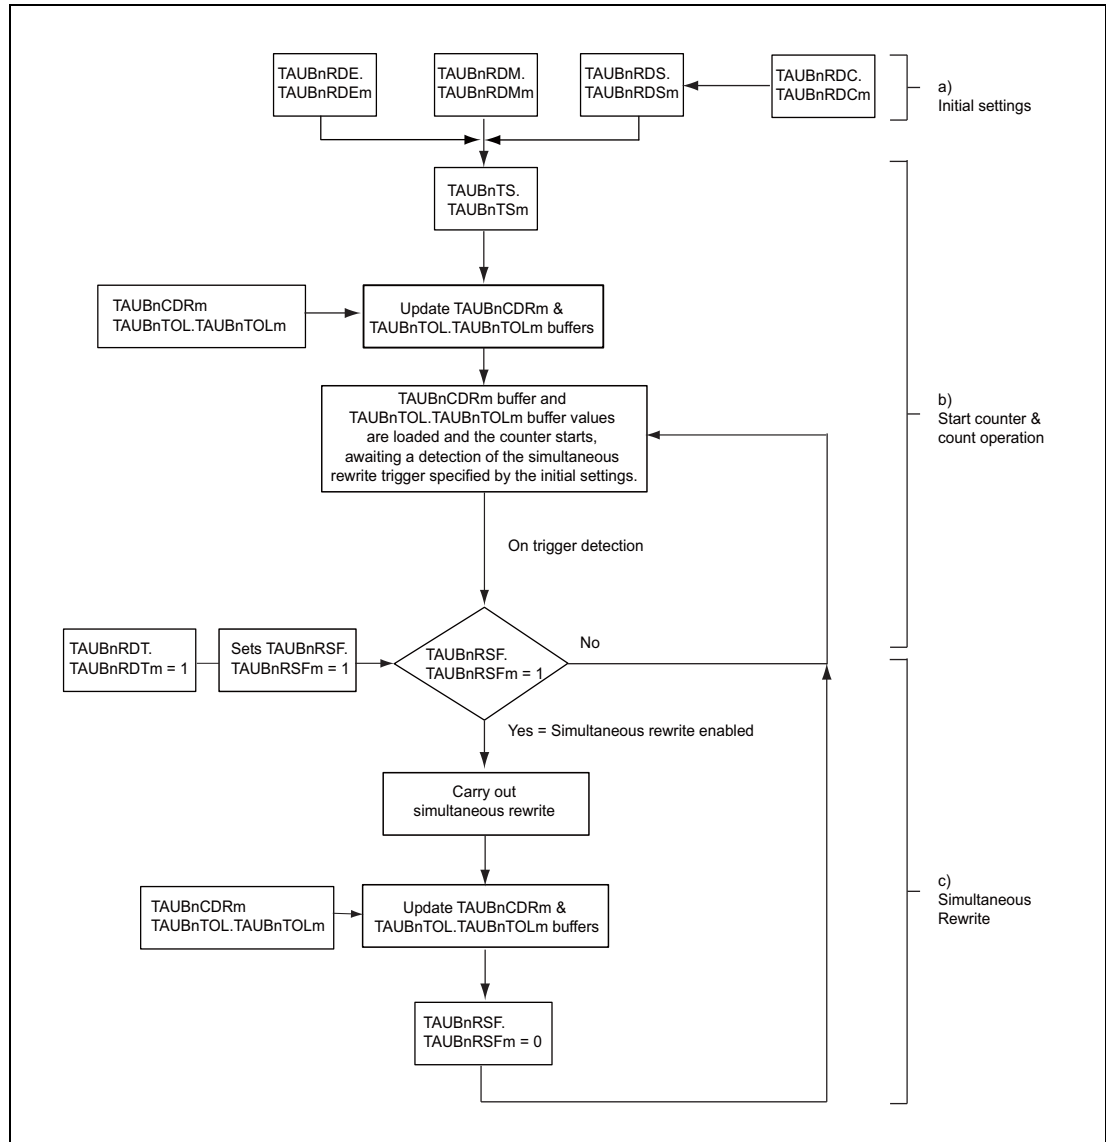 TAUBnRDE.
TAUBnRDEm
TAUBnRDM.
TAUBnRDMm
TAUBnRDS.
TAUBnRDSm
TAUBnRDC.
TAUBnRDCm
a)
Initial settings
TAUBnTS.
TAUBnTSm
TAUBnCDRm
TAUBnTOL.TAUBnTOLm
Update TAUBnCDRm &
TAUBnTOL.TAUBnTOLm buffers
TAUBnCDRm buffer and
TAUBnTOL.TAUBnTOLm buffer values
are loaded and the counter starts,
awaiting a detection of the simultaneous
rewrite trigger specified by the initial settings.
b)
Start counter &
count operation
On trigger detection
TAUBnRDT.
TAUBnRDTm = 1
Sets TAUBnRSF.
TAUBnRSFm = 1
TAUBnRSF.
TAUBnRSFm = 1
No
Yes = Simultaneous rewrite enabled
Carry out
simultaneous rewrite
TAUBnCDRm
TAUBnTOL.TAUBnTOLm
Update TAUBnCDRm &
TAUBnTOL.TAUBnTOLm buffers
c)
Simultaneous
Rewrite
TAUBnRSF.
TAUBnRSFm = 0